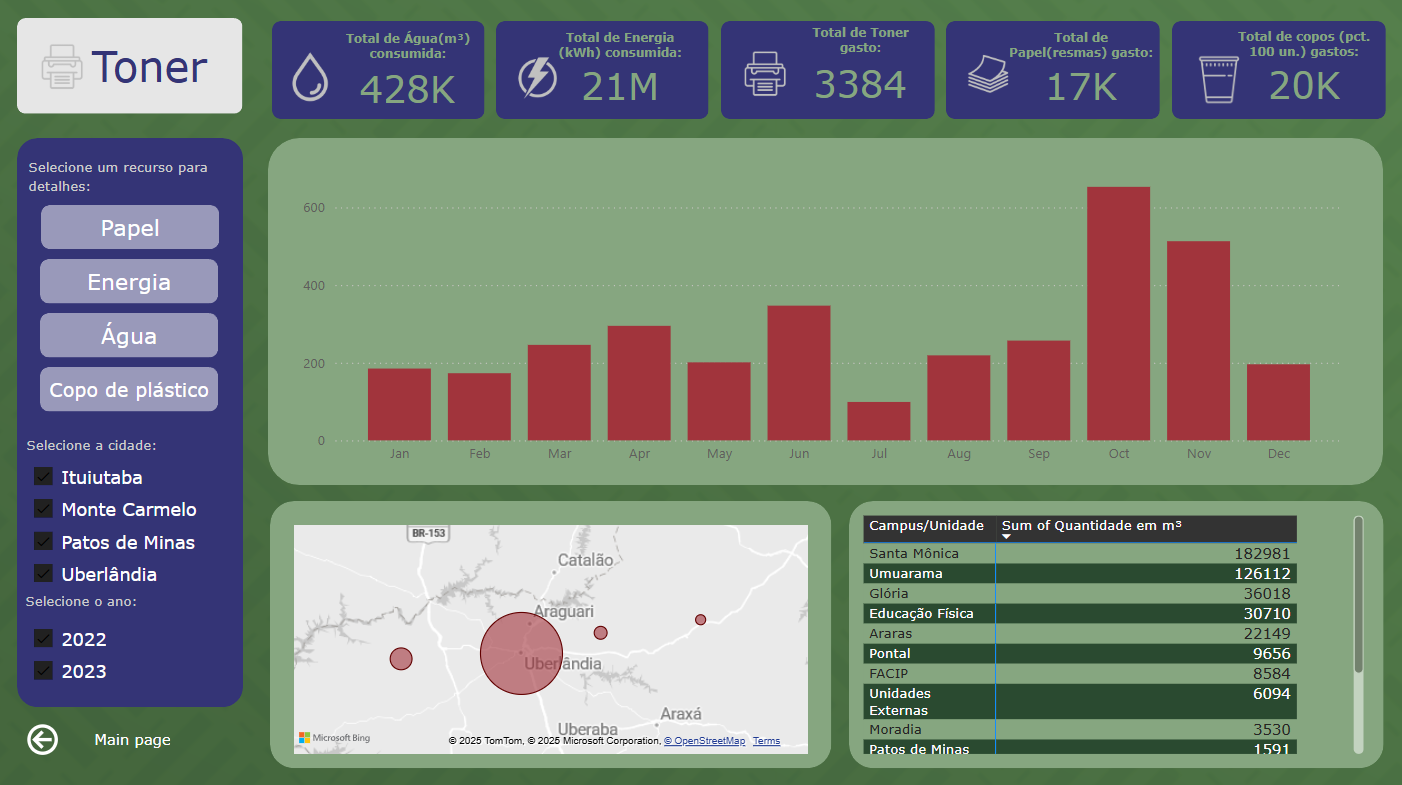 Toner
Total de Água(m³)
consumida:
428K
Total de Energia
(kWh) consumida:
21M
Total de Toner
gasto:
3384
Total de
Papel(resmas) gasto:
17K
Total de copos (pct.
100 un.) gastos:
20K
Selecione um recurso para
detalhes:
Papel
Energia
Água
Copo de plástico
Selecione a cidade:
Ituiutaba
Monte Carmelo
Patos de Minas
Uberlândia
Selecione o ano:
2022
2023
Main page
600
400
200
0
Jan Feb Mar Apr May Jun Jul Aug Sep Oct Nov Dec
BR-153
Catalão
Araguari
Uberlândia
Araxá
Uberaba
Microsoft Bing
© 2025 TomTom, © 2025 Microsoft Corporation, © OpenStreetMap Terms
Campus/Unidade Sum of Quantidade em m³
Santa Mônica 182981
Umuarama 126112
Glória 36018
Educação Física 30710
Araras 22149
Pontal 9656
FACIP 8584
Unidades 6094
Externas
Moradia 3530
Patos de Minas 1591